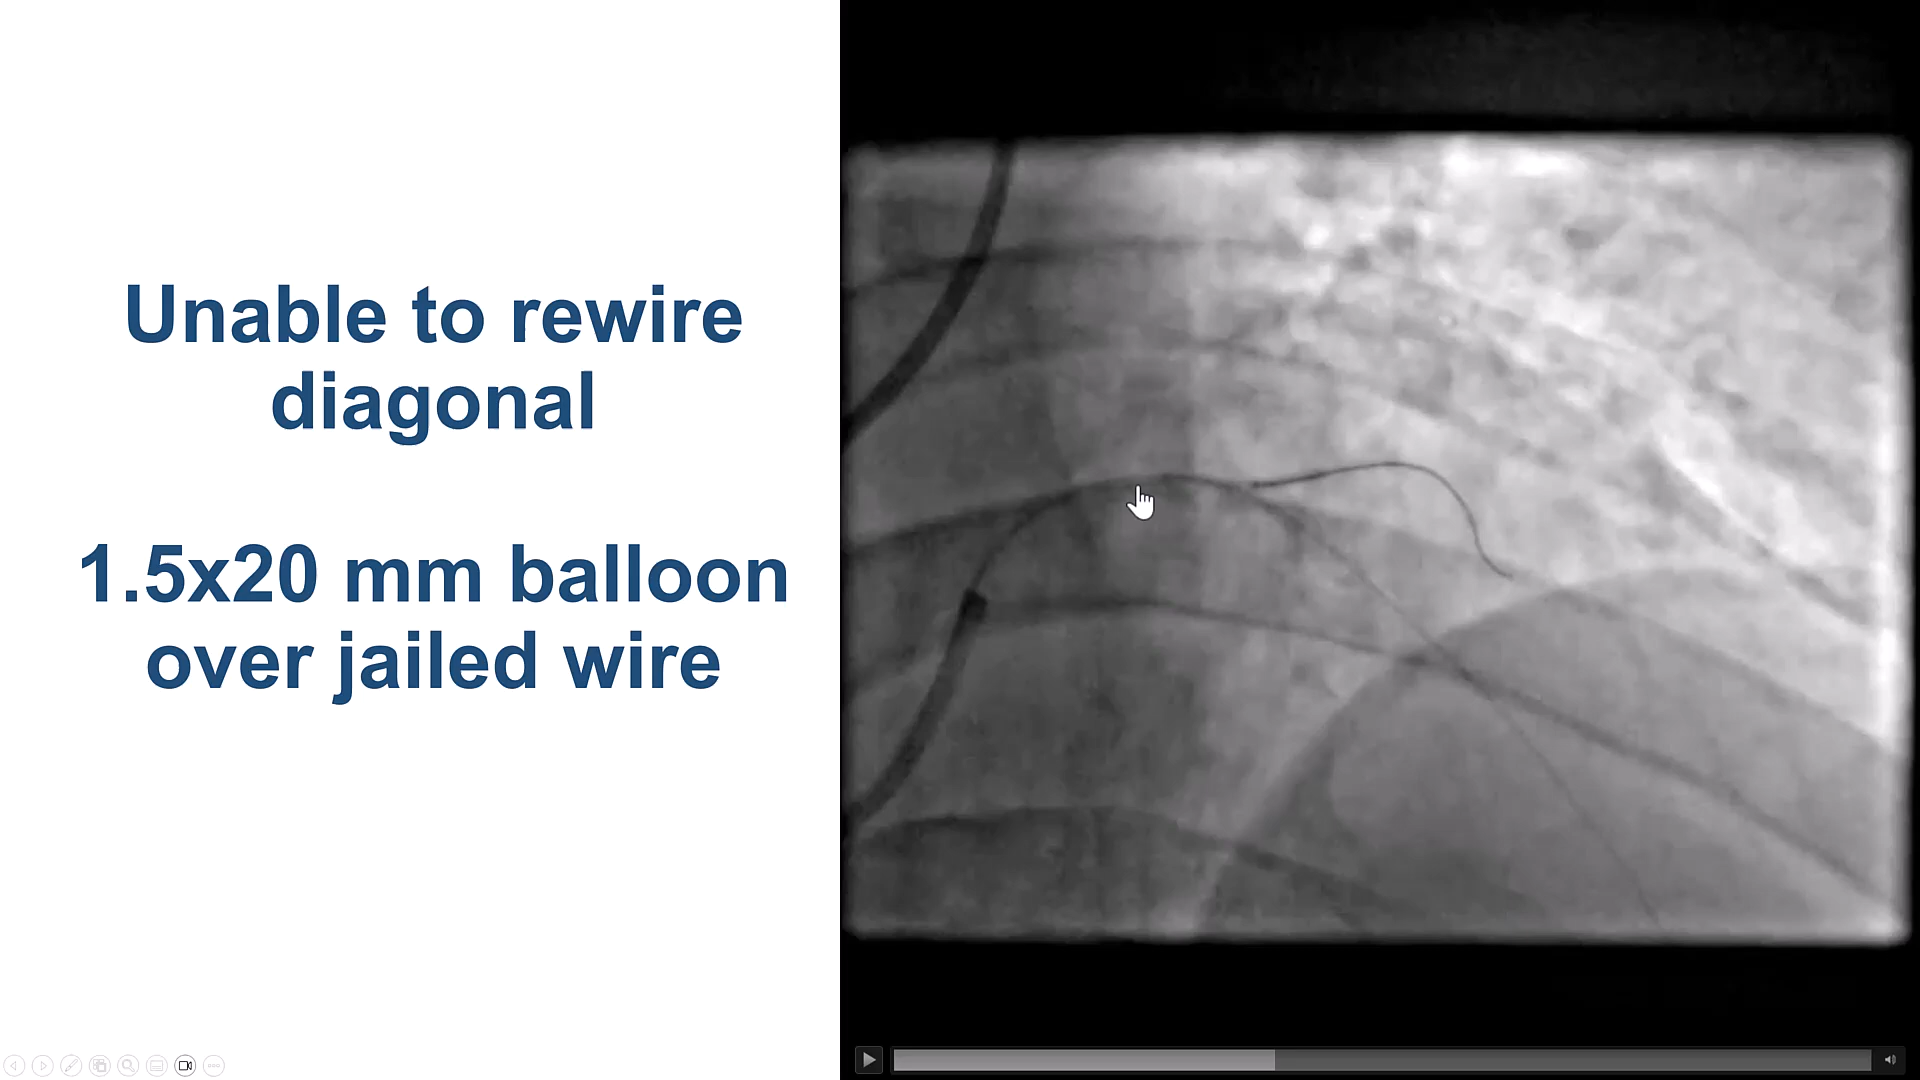 Unable to rewire
diagonal
1.5x20 mm balloon
over jailed wire